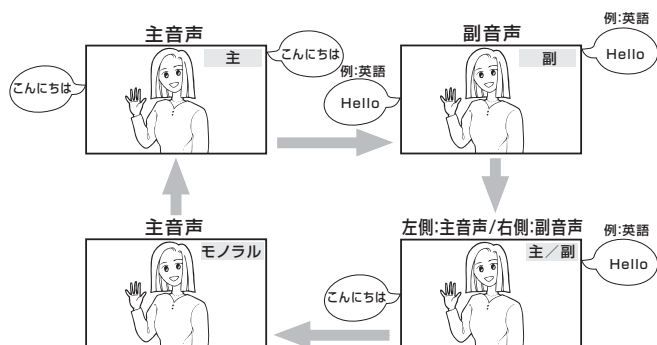 主音声
主
こんにちは
こんにちは
副音声
副
例:英語
Hello
例:英語
Hello
左側:主音声/右側:副音声
主／副
こんにちは
例:英語
Hello
主音声
モノラル